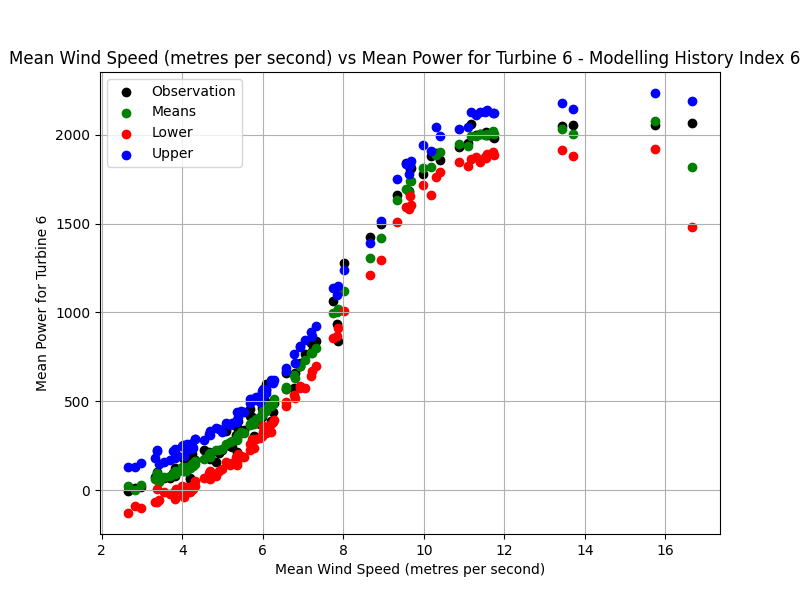 Mean Wind Speed (metres per second) vs Mean Power for Turbine 6 - Modelling History Index 6
Observation
Means
Lower
Upper
2000
1500
1000
500
0
Mean Power for Turbine 6
2
4
6
8
10
12
14
16
Mean Wind Speed (metres per second)